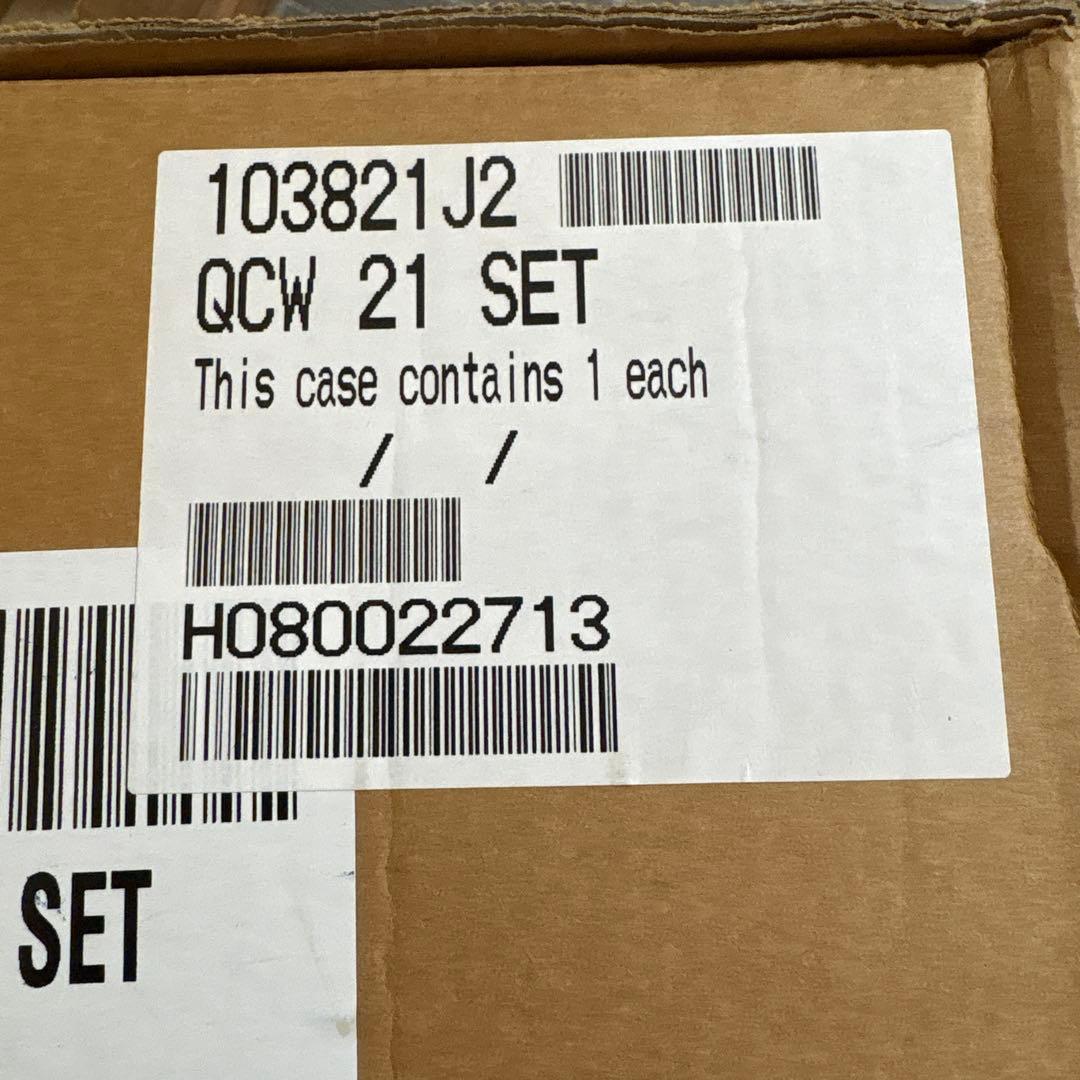 103821J2
QCW 21 SET
This case contains 1 each
/ /
H080022713
SET